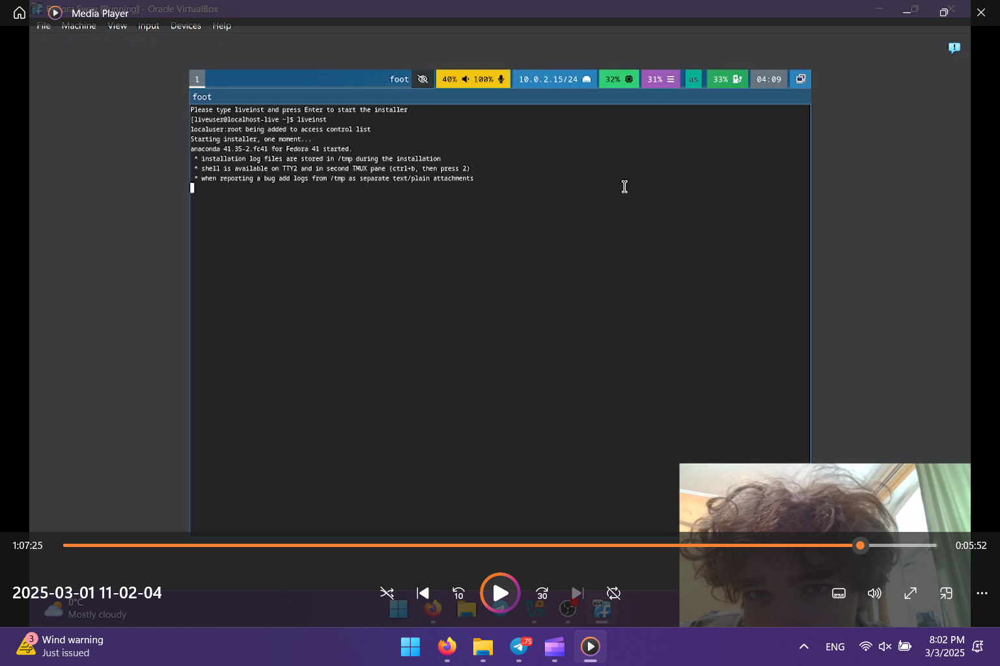 Fedora Sway [Running] - Oracle VirtualBox
Media Player
File Machine View Input Devices Help
1 foot 40% 100% 10.0.2.15/24 32% 31% us 33% 04:09
foot
Please type liveinst and press Enter to start the installer
[liveuser@localhost-live ~]$ liveinst
localuser:root being added to access control list
Starting installer, one moment...
anaconda 41.35-2.fc41 for Fedora 41 started.
* installation log files are stored in /tmp during the installation
* shell is available on TTY2 and in second TMUX pane (ctrl+b, then press 2)
* when reporting a bug add logs from /tmp as separate text/plain attachments
1:07:25 0:05:52
2025-03-01 11-02-04
10 30
0°C
Mostly cloudy
3 Wind warning
Just issued
..75
ENG
8:02 PM
3/3/2025